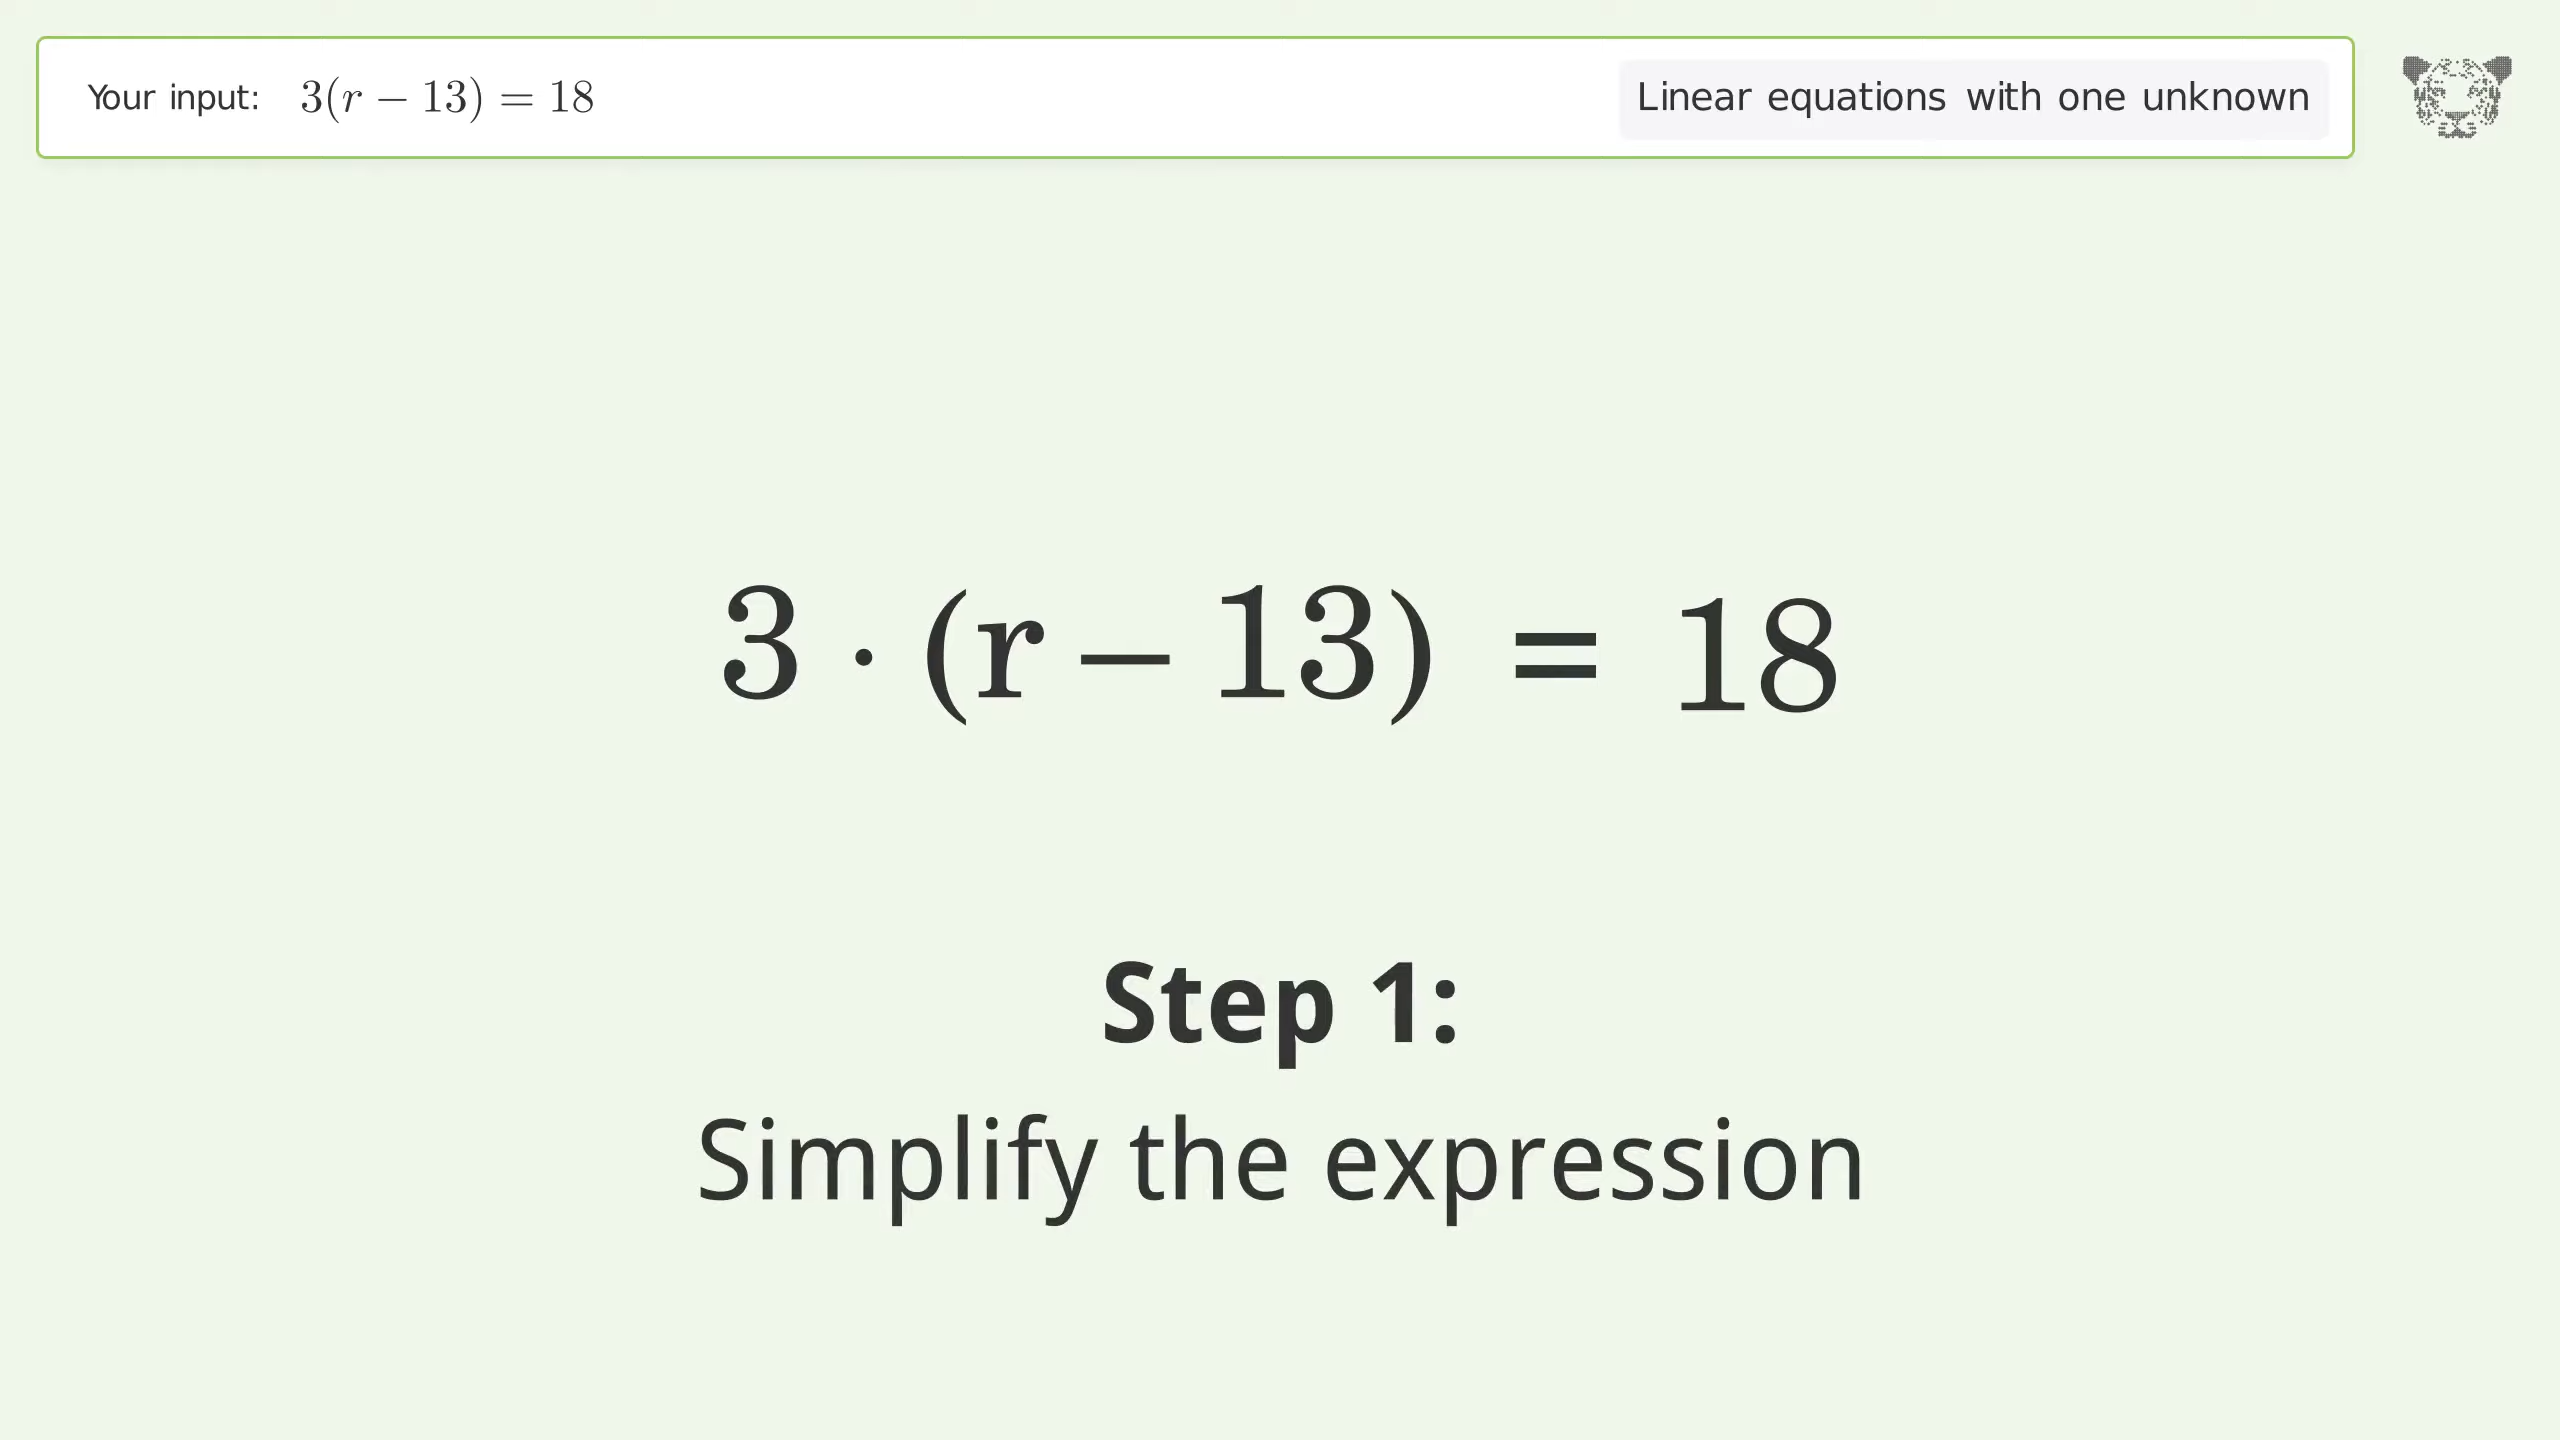 Your input: 3(r − 13) = 18
Linear equations with one unknown
3 · (r − 13) = 18
Step 1:
Simplify the expression